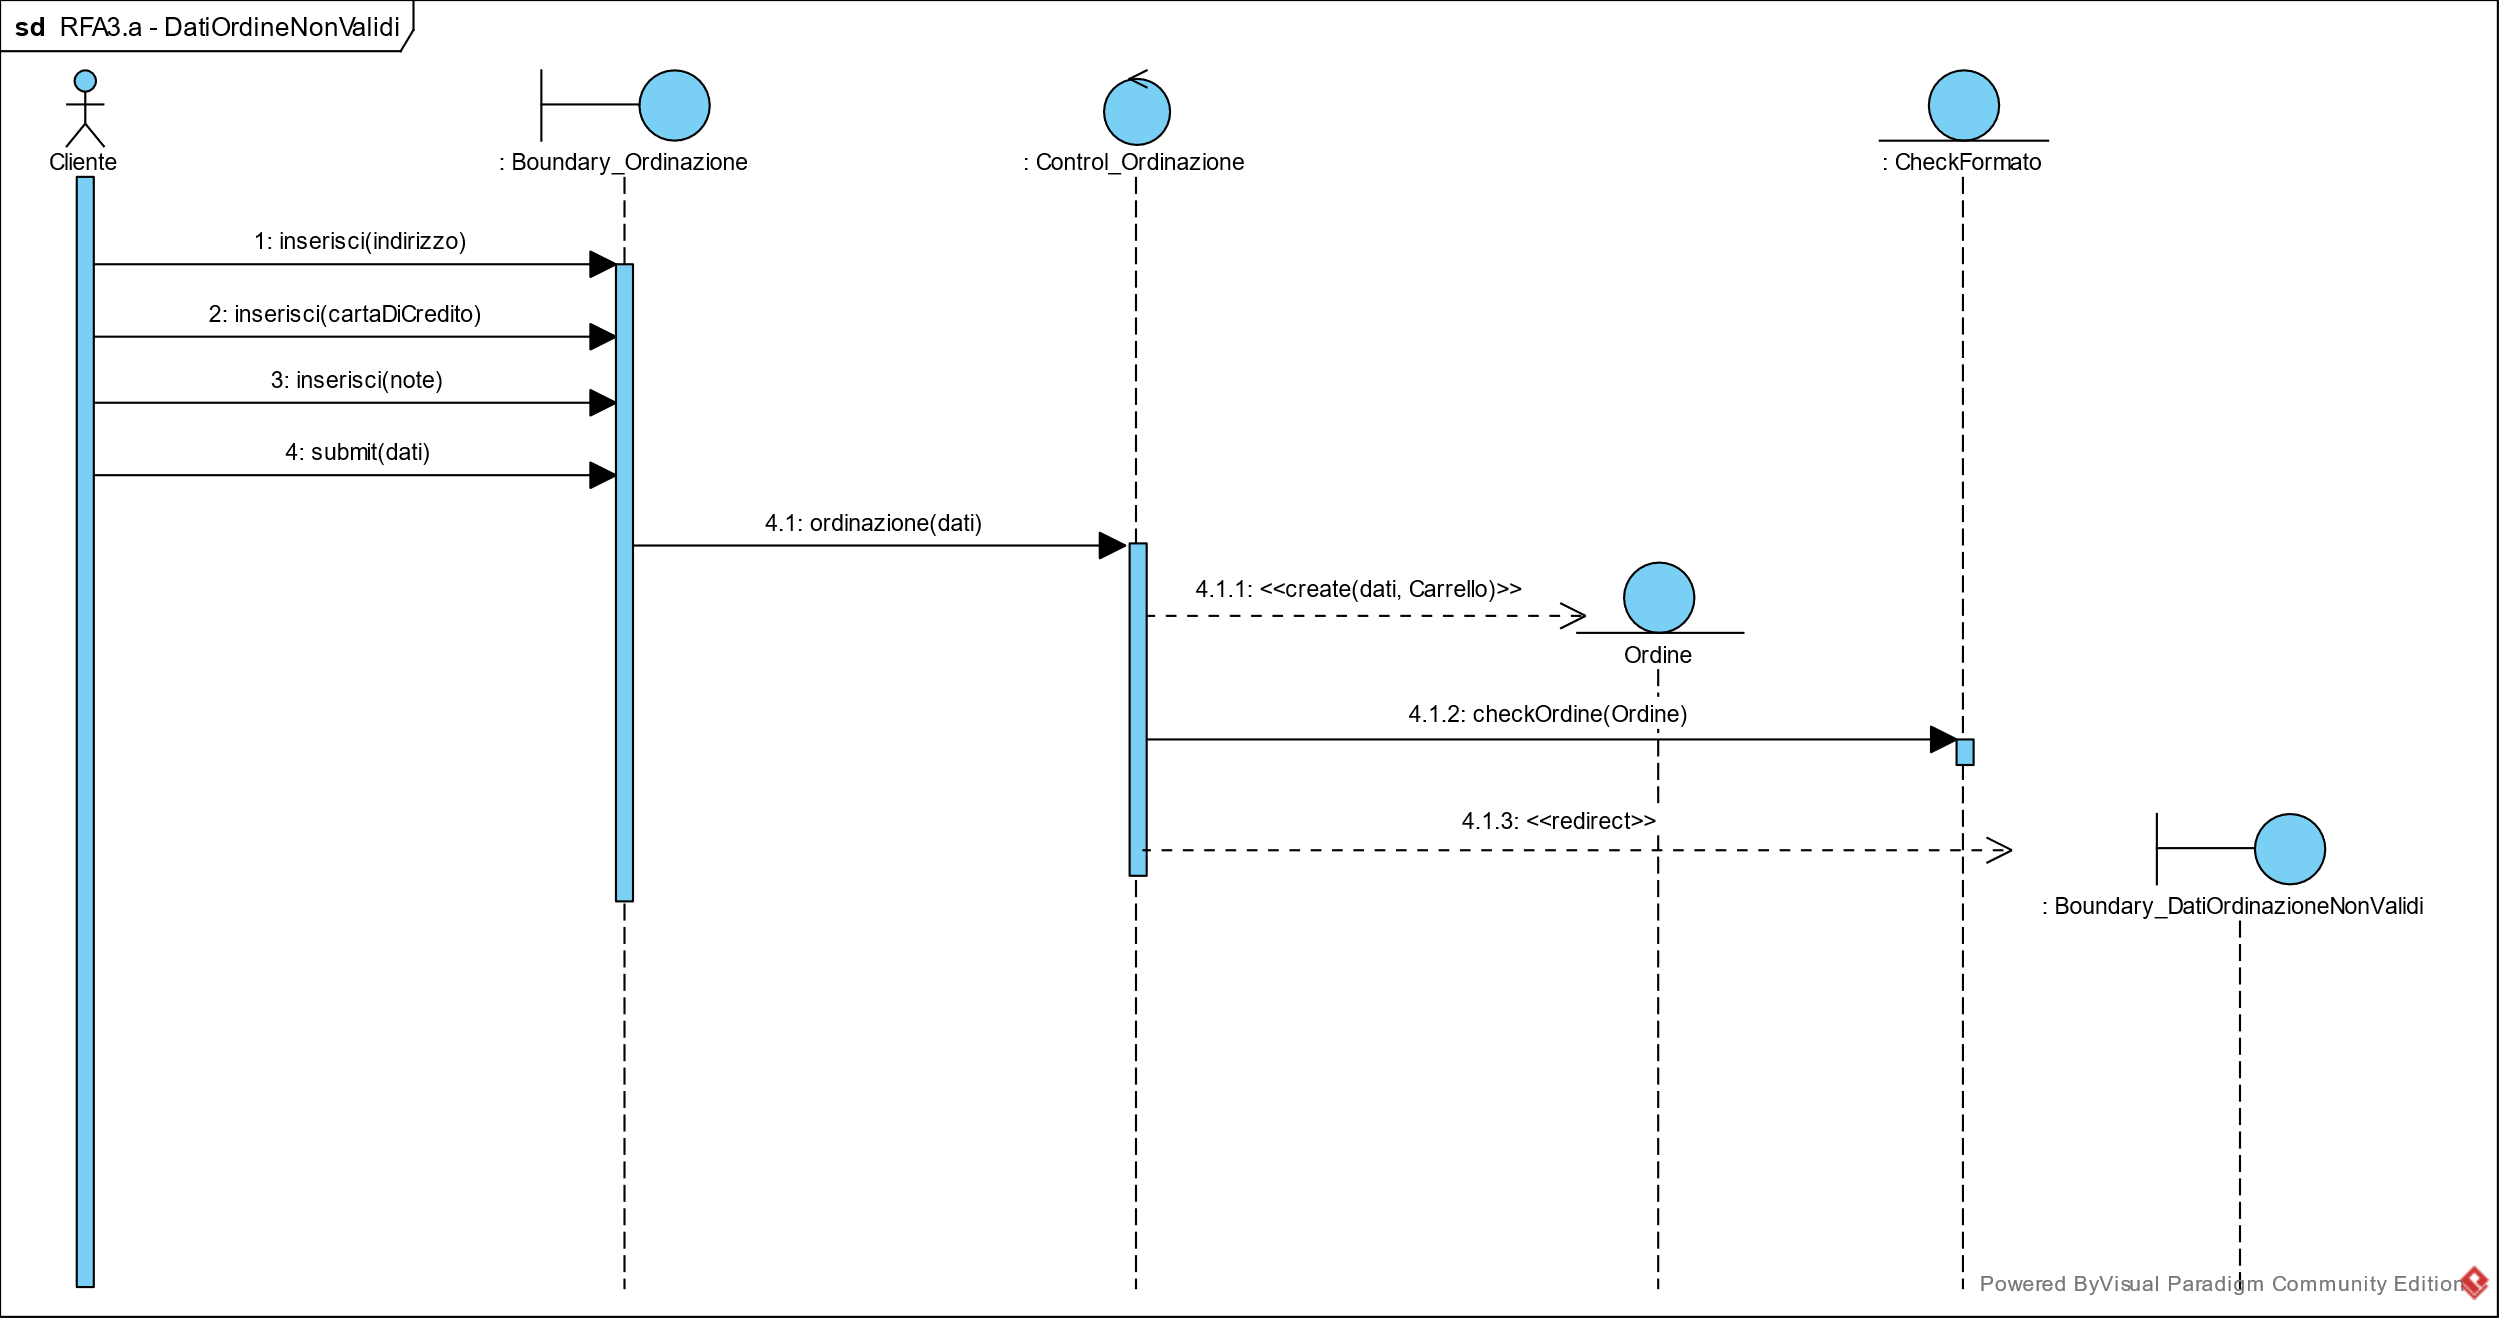 sd RFA3.a - DatiOrdineNonValidi
Cliente
: Boundary_Ordinazione
: Control_Ordinazione
: CheckFormato
1: inserisci(indirizzo)
2: inserisci(cartaDiCredito)
3: inserisci(note)
4: submit(dati)
4.1: ordinazione(dati)
4.1.1: <<create(dati, Carrello)>>
Ordine
4.1.2: checkOrdine(Ordine)
4.1.3: <<redirect>>
: Boundary_DatiOrdinazioneNonValidi
Powered ByVisual Paradigm Community Edition